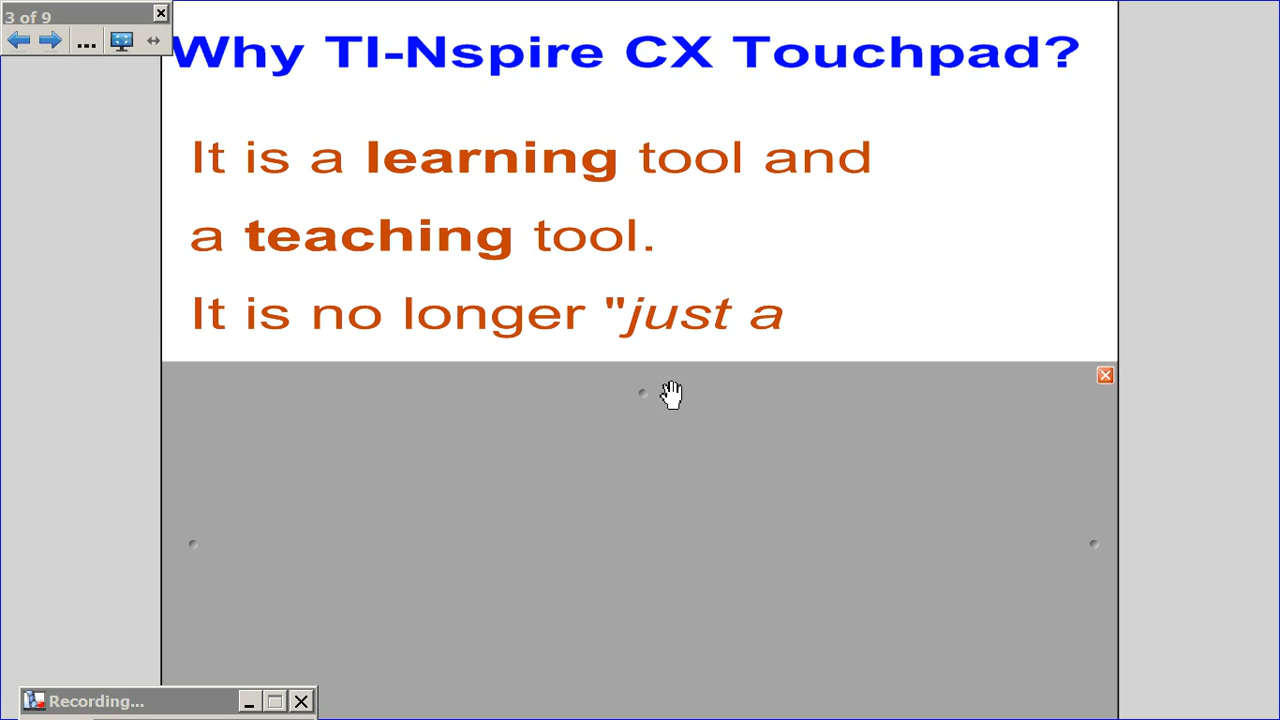 3 of 9
Why TI-Nspire CX Touchpad?
It is a learning tool and
a teaching tool.
It is no longer "just a
Recording...